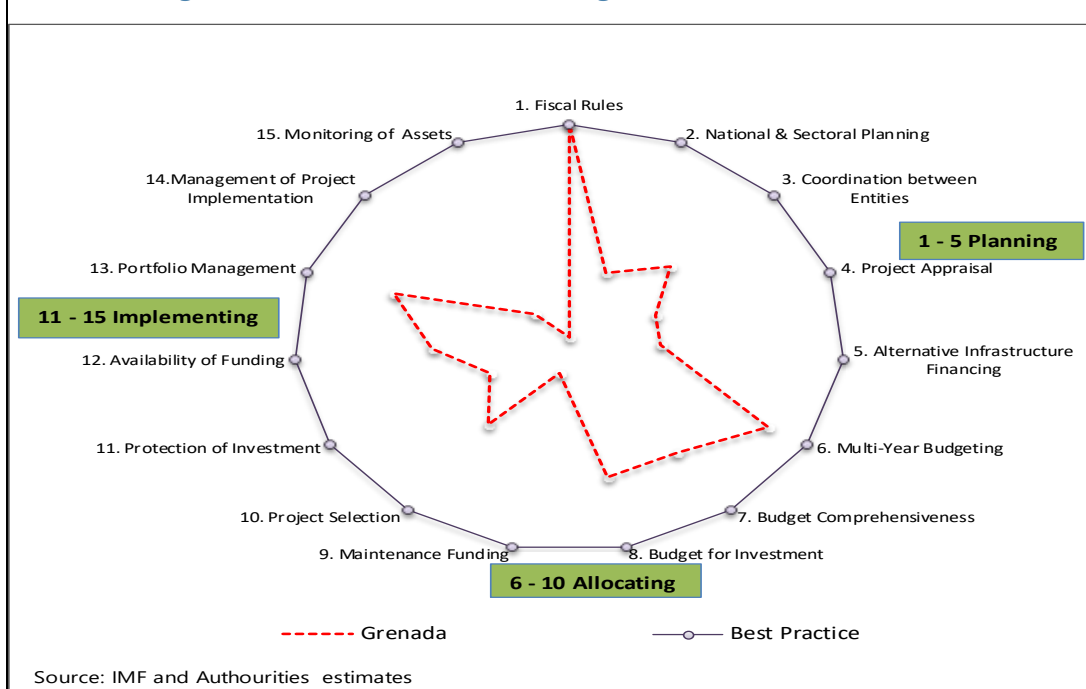 1. Fiscal Rules
2. National & Sectoral Planning
3. Coordination between
Entities
1 - 5 Planning
4. Project Appraisal
5. Alternative Infrastructure
Financing
6. Multi-Year Budgeting
7. Budget Comprehensiveness
8. Budget for Investment
6 - 10 Allocating
9. Maintenance Funding
10. Project Selection
11. Protection of Investment
12. Availability of Funding
11 - 15 Implementing
13. Portfolio Management
14.Management of Project
Implementation
15. Monitoring of Assets
Grenada
Best Practice
Source: IMF and Authourities estimates